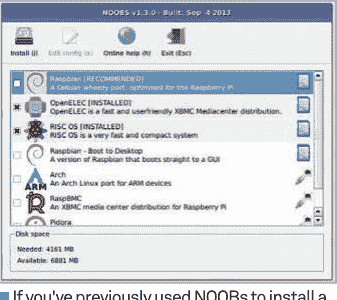 NOOBS v1.3.0 - Built: Sep 4 2013
Install (i)
Edit config (e)
Online help (h)
Exit (Esc)
Raspbian [RECOMMENDED]
A Debian wheezy port, optimised for the Raspberry Pi
OpenELEC [INSTALLED]
OpenELEC is a fast and userfriendly XBMC Mediacenter distribution.
RISC OS [INSTALLED]
RISC OS is a very fast and compact system
Raspbian - Boot to Desktop
A version of Raspbian that boots straight to a GUI
Arch
An Arch Linux port for ARM devices
ARM
RaspBMC
An XBMC media center distribution for Raspberry Pi
Pidora
Disk space
Needed: 4161 MB
Available: 6881 MB
If you've previously used NOOBs to install a